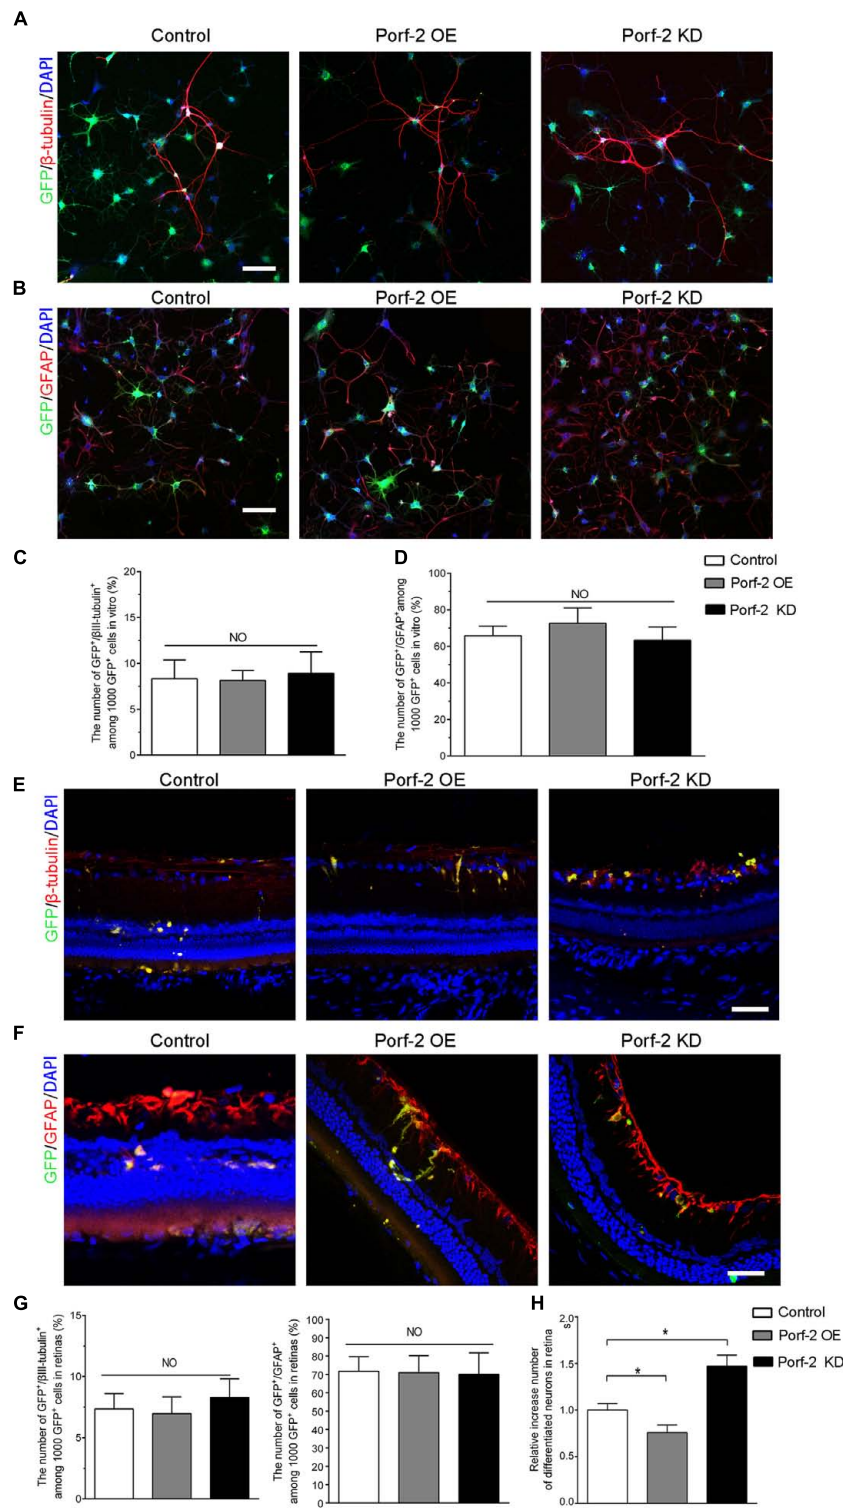 A
Control
Porf-2 OE
Porf-2 KD
GFP/β-tubulin/DAPI
B
Control
Porf-2 OE
Porf-2 KD
GFP/GFAP/DAPI
C
The number of GFP⁺/βIII-tubulin⁺
among 1000 GFP⁺ cells in vitro (%)
20
15
10
5
0
NO
D
The number of GFP⁺/GFAP⁺among
1000 GFP⁺ cells in vitro (%)
100
80
60
40
20
0
NO
Control
Porf-2 OE
Porf-2 KD
E
Control
Porf-2 OE
Porf-2 KD
GFP/β-tubulin/DAPI
F
Control
Porf-2 OE
Porf-2 KD
GFP/GFAP/DAPI
G
The number of GFP⁺/βIII-tubulin⁺
among 1000 GFP⁺ cells in retinas (%)
15
10
5
0
NO
The number of GFP⁺/GFAP⁺
among 1000 GFP⁺ cells in retinas (%)
100
90
80
70
60
50
40
30
20
10
0
NO
H
Relative increase number
of differentiated neurons in retina
s
2.0
1.5
1.0
0.5
0
*
*
Control
Porf-2 OE
Porf-2 KD